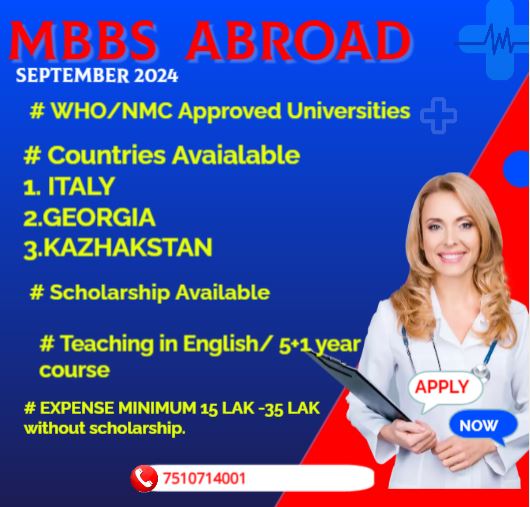 MBBS ABROAD
SEPTEMBER 2024
# WHO/NMC Approved Universities
# Countries Avaialable
1. ITALY
2.GEORGIA
3.KAZHAKSTAN
# Scholarship Available
# Teaching in English/ 5+1 year
course
# EXPENSE MINIMUM 15 LAK -35 LAK
without scholarship.
APPLY
NOW
7510714001